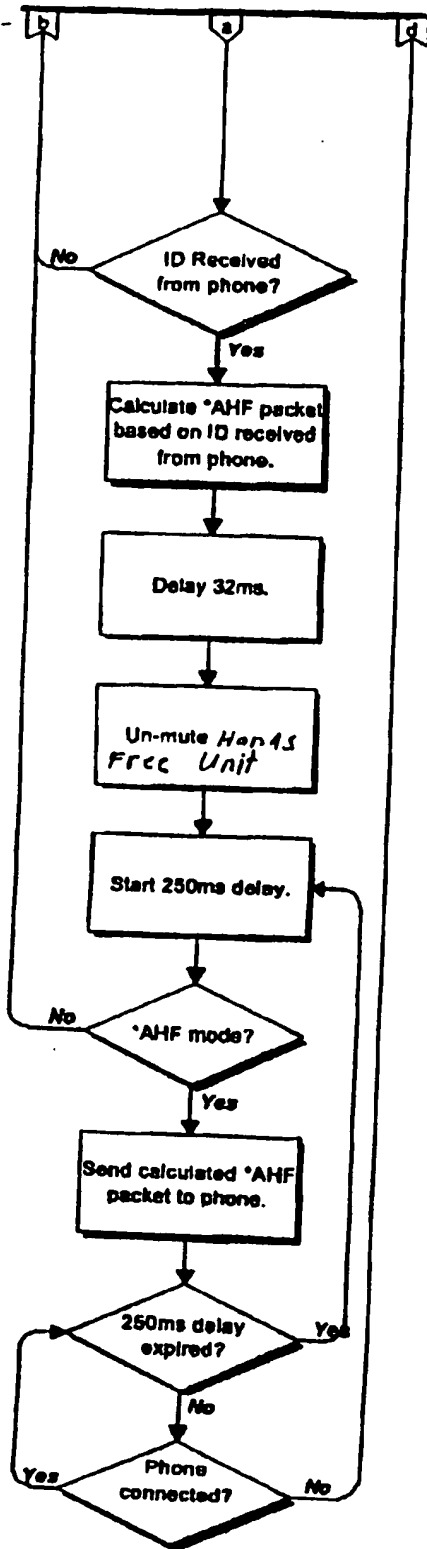 b
a
d
ID Received
from phone?
No
Yes
Calculate *AHF packet
based on ID received
from phone.
Delay 32ms.
Un-mute Hands
Free Unit
Start 250ms delay.
*AHF mode?
No
Yes
Send calculated *AHF
packet to phone.
250ms delay
expired?
Yes
No
Phone
connected?
Yes
No